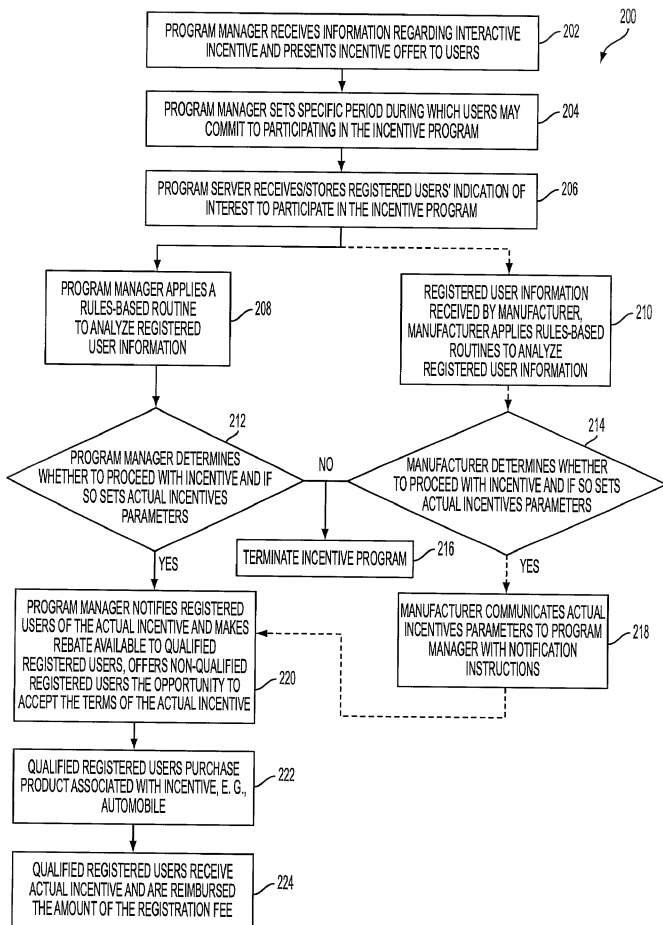 PROGRAM MANAGER RECEIVES INFORMATION REGARDING INTERACTIVE
INCENTIVE AND PRESENTS INCENTIVE OFFER TO USERS
202
200
PROGRAM MANAGER SETS SPECIFIC PERIOD DURING WHICH USERS MAY
COMMIT TO PARTICIPATING IN THE INCENTIVE PROGRAM
204
PROGRAM SERVER RECEIVES/STORES REGISTERED USERS' INDICATION OF
INTEREST TO PARTICIPATE IN THE INCENTIVE PROGRAM
206
PROGRAM MANAGER APPLIES A
RULES-BASED ROUTINE
TO ANALYZE REGISTERED
USER INFORMATION
208
REGISTERED USER INFORMATION
RECEIVED BY MANUFACTURER,
MANUFACTURER APPLIES RULES-BASED
ROUTINES TO ANALYZE
REGISTERED USER INFORMATION
210
212
PROGRAM MANAGER DETERMINES
WHETHER TO PROCEED WITH INCENTIVE AND IF
SO SETS ACTUAL INCENTIVES
PARAMETERS
NO
214
MANUFACTURER DETERMINES WHETHER
TO PROCEED WITH INCENTIVE AND IF SO SETS
ACTUAL INCENTIVES PARAMETERS
TERMINATE INCENTIVE PROGRAM
216
YES
YES
PROGRAM MANAGER NOTIFIES REGISTERED
USERS OF THE ACTUAL INCENTIVE AND MAKES
REBATE AVAILABLE TO QUALIFIED
REGISTERED USERS, OFFERS NON-QUALIFIED
REGISTERED USERS THE OPPORTUNITY TO
ACCEPT THE TERMS OF THE ACTUAL INCENTIVE
220
MANUFACTURER COMMUNICATES ACTUAL
INCENTIVES PARAMETERS TO PROGRAM
MANAGER WITH NOTIFICATION
INSTRUCTIONS
218
QUALIFIED REGISTERED USERS PURCHASE
PRODUCT ASSOCIATED WITH INCENTIVE, E. G.,
AUTOMOBILE
222
QUALIFIED REGISTERED USERS RECEIVE
ACTUAL INCENTIVE AND ARE REIMBURSED
THE AMOUNT OF THE REGISTRATION FEE
224